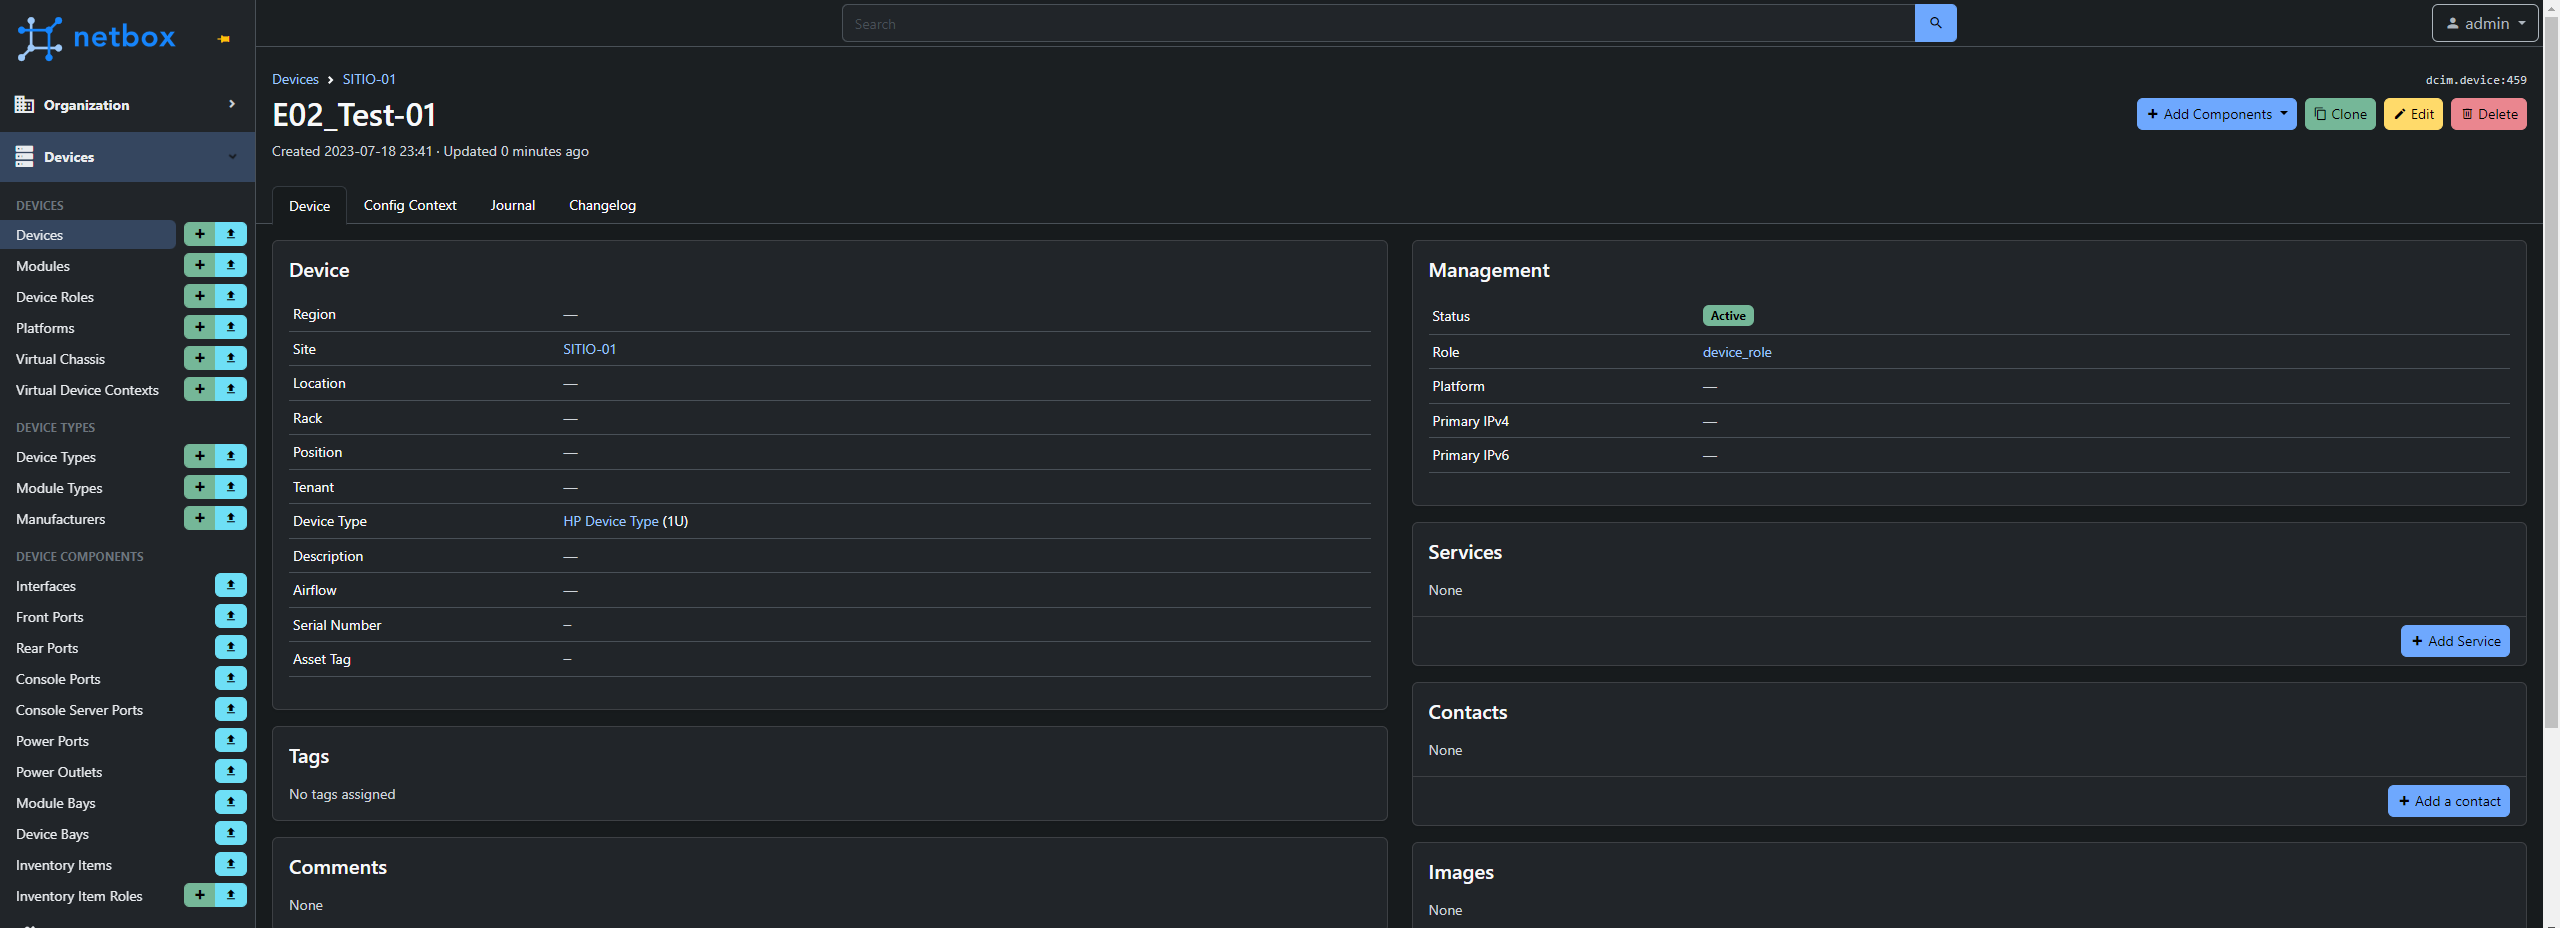 netbox
Search
admin
Organization
Devices
DEVICES
Devices
Modules
Device Roles
Platforms
Virtual Chassis
Virtual Device Contexts
DEVICE TYPES
Device Types
Module Types
Manufacturers
DEVICE COMPONENTS
Interfaces
Front Ports
Rear Ports
Console Ports
Console Server Ports
Power Ports
Power Outlets
Module Bays
Device Bays
Inventory Items
Inventory Item Roles
Devices > SITIO-01
dcim.device:459
E02_Test-01
+ Add Components
Clone
Edit
Delete
Created 2023-07-18 23:41 · Updated 0 minutes ago
Device
Config Context
Journal
Changelog
Device
Region —
Site SITIO-01
Location —
Rack —
Position —
Tenant —
Device Type HP Device Type (1U)
Description —
Airflow —
Serial Number –
Asset Tag –
Tags
No tags assigned
Comments
None
Management
Status Active
Role device_role
Platform —
Primary IPv4 —
Primary IPv6 —
Services
None
+ Add Service
Contacts
None
+ Add a contact
Images
None